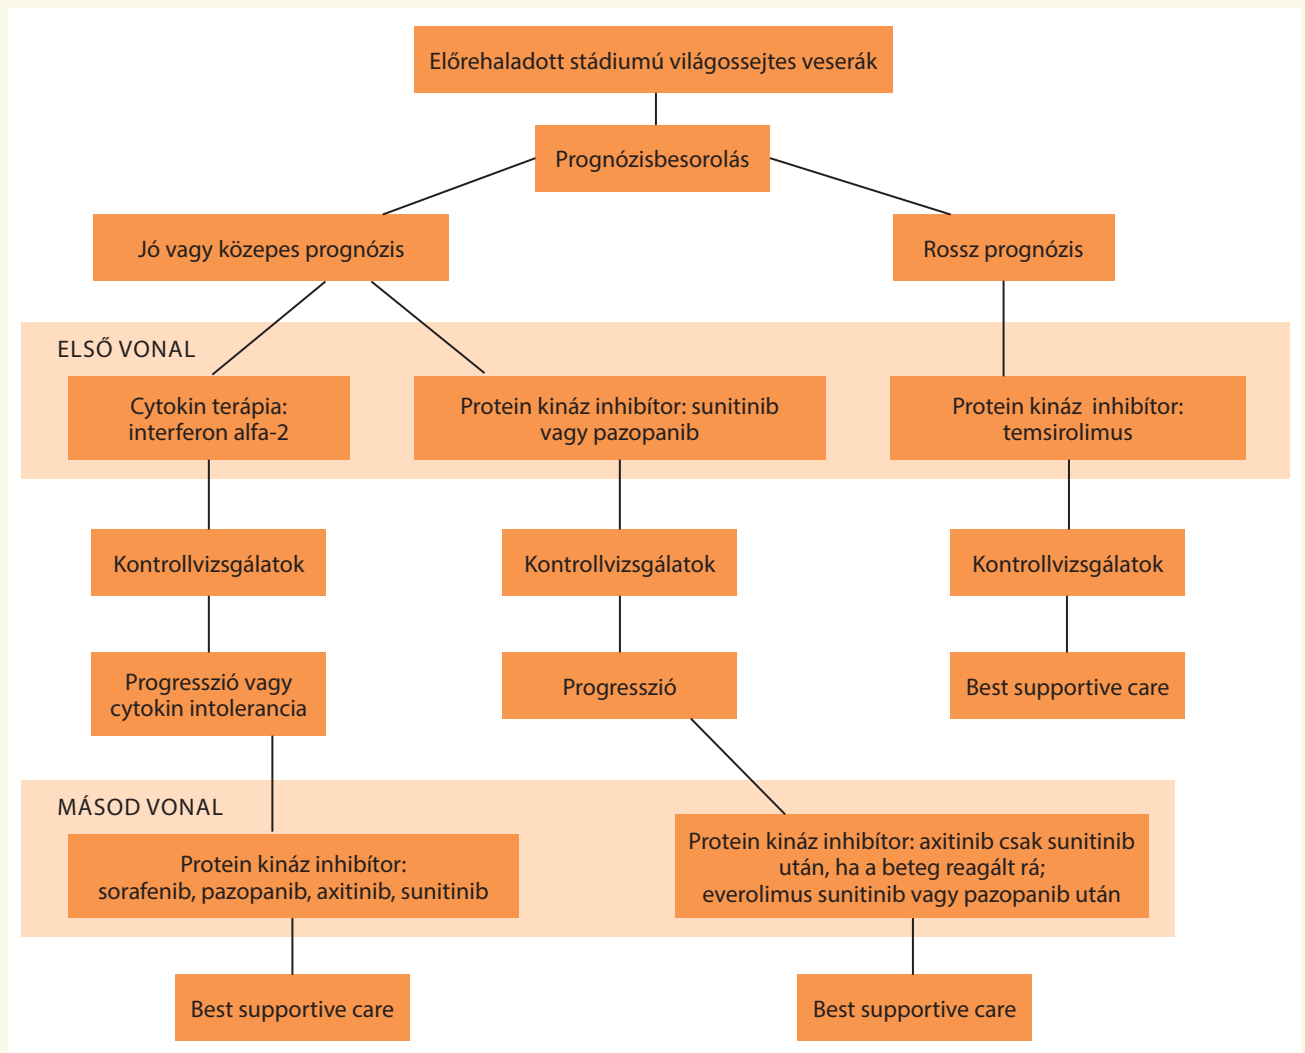 Előrehaladott stádiumú világossejtes veserák
Prognózisbesorolás
Jó vagy közepes prognózis
Rossz prognózis
ELSŐ VONAL
Cytokin terápia:
interferon alfa-2
Protein kináz inhibítor: sunitinib
vagy pazopanib
Protein kináz inhibítor:
temsirolimus
Kontrollvizsgálatok
Kontrollvizsgálatok
Kontrollvizsgálatok
Progresszió vagy
cytokin intolerancia
Progresszió
Best supportive care
MÁSOD VONAL
Protein kináz inhibítor:
sorafenib, pazopanib, axitinib, sunitinib
Protein kináz inhibítor: axitinib csak sunitinib
után, ha a beteg reagált rá;
everolimus sunitinib vagy pazopanib után
Best supportive care
Best supportive care